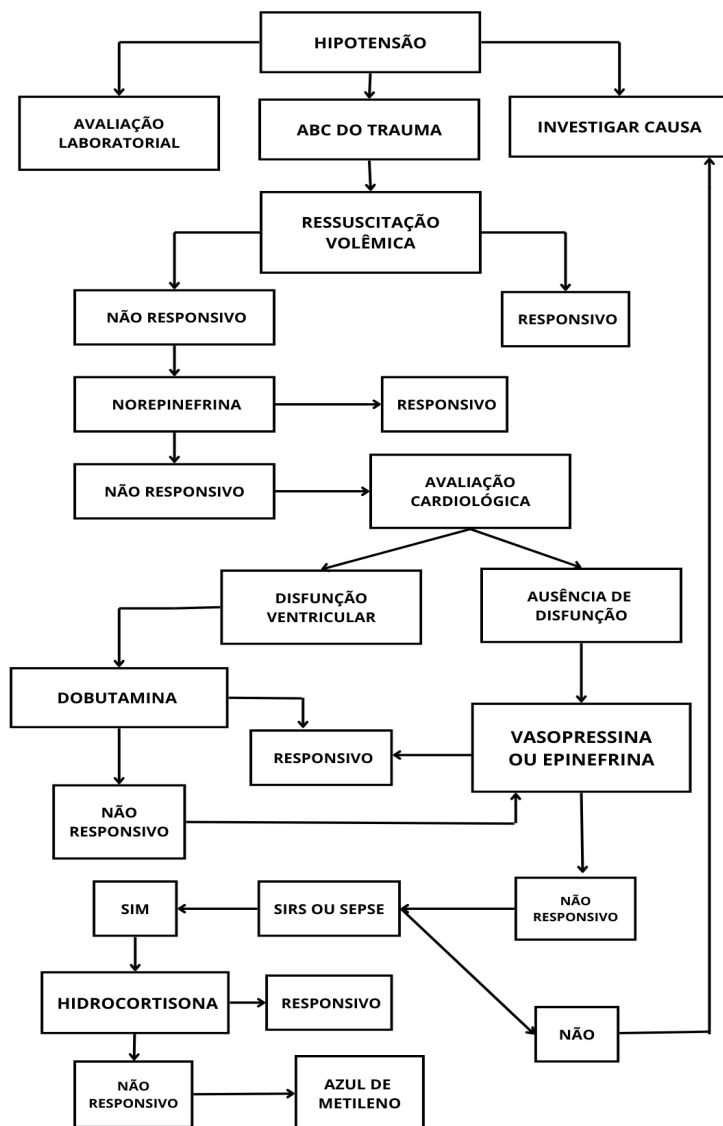 HIPOTENSÃO
AVALIAÇÃO
LABORATORIAL
ABC DO TRAUMA
INVESTIGAR CAUSA
RESSUSCITAÇÃO
VOLÊMICA
NÃO RESPONSIVO
RESPONSIVO
NOREPINEFRINA
RESPONSIVO
NÃO RESPONSIVO
AVALIAÇÃO
CARDIOLÓGICA
DISFUNÇÃO
VENTRICULAR
AUSÊNCIA DE
DISFUNÇÃO
DOBUTAMINA
RESPONSIVO
VASOPRESSINA
OU EPINEFRINA
NÃO
RESPONSIVO
SIM
SIRS OU SEPSE
NÃO
RESPONSIVO
HIDROCORTISONA
RESPONSIVO
NÃO
NÃO
RESPONSIVO
AZUL DE
METILENO